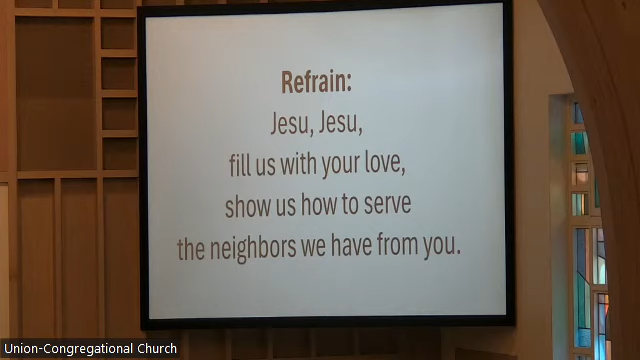 Refrain:
Jesu, Jesu,
fill us with your love,
show us how to serve
the neighbors we have from you.
Union-Congregational Church